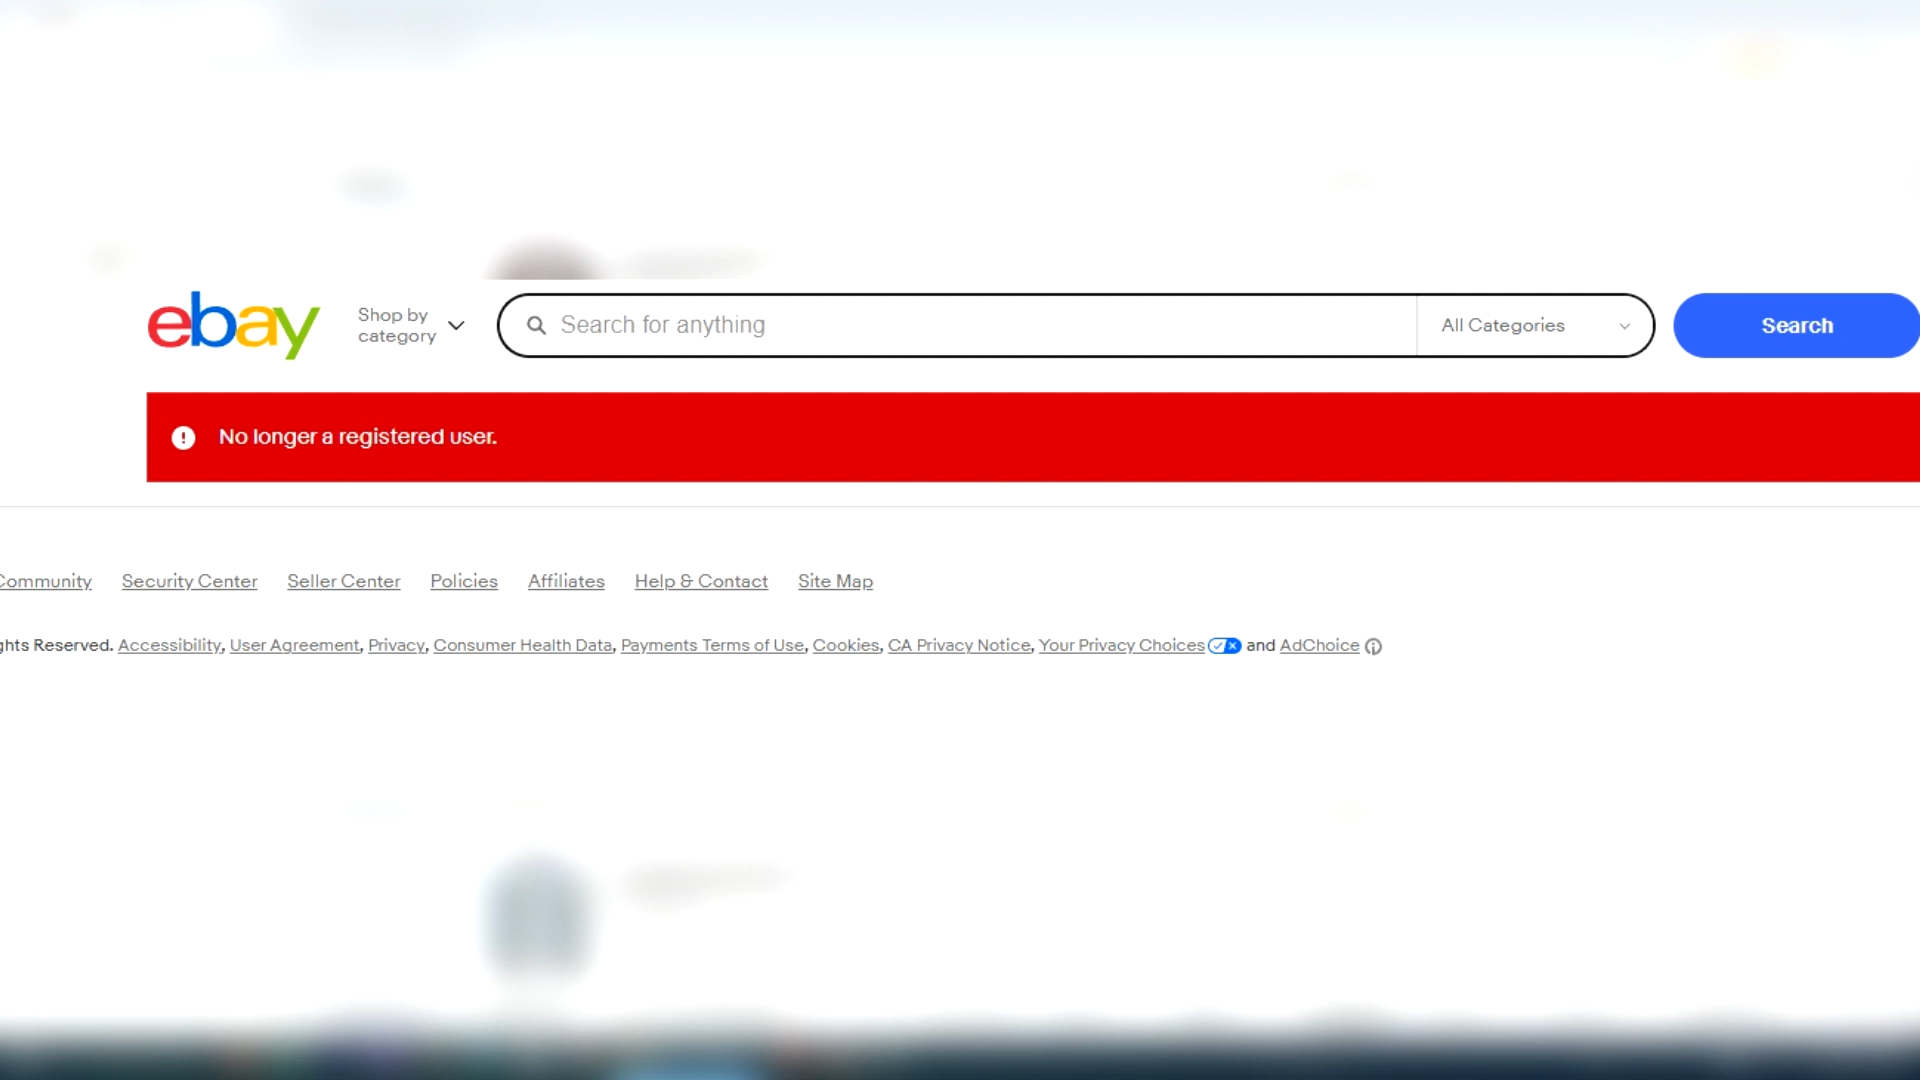 ebay
Shop by
category
Search for anything
All Categories
Search
No longer a registered user.
Community Security Center Seller Center Policies Affiliates Help & Contact Site Map
ghts Reserved. Accessibility, User Agreement, Privacy, Consumer Health Data, Payments Terms of Use, Cookies, CA Privacy Notice, Your Privacy Choices and AdChoice